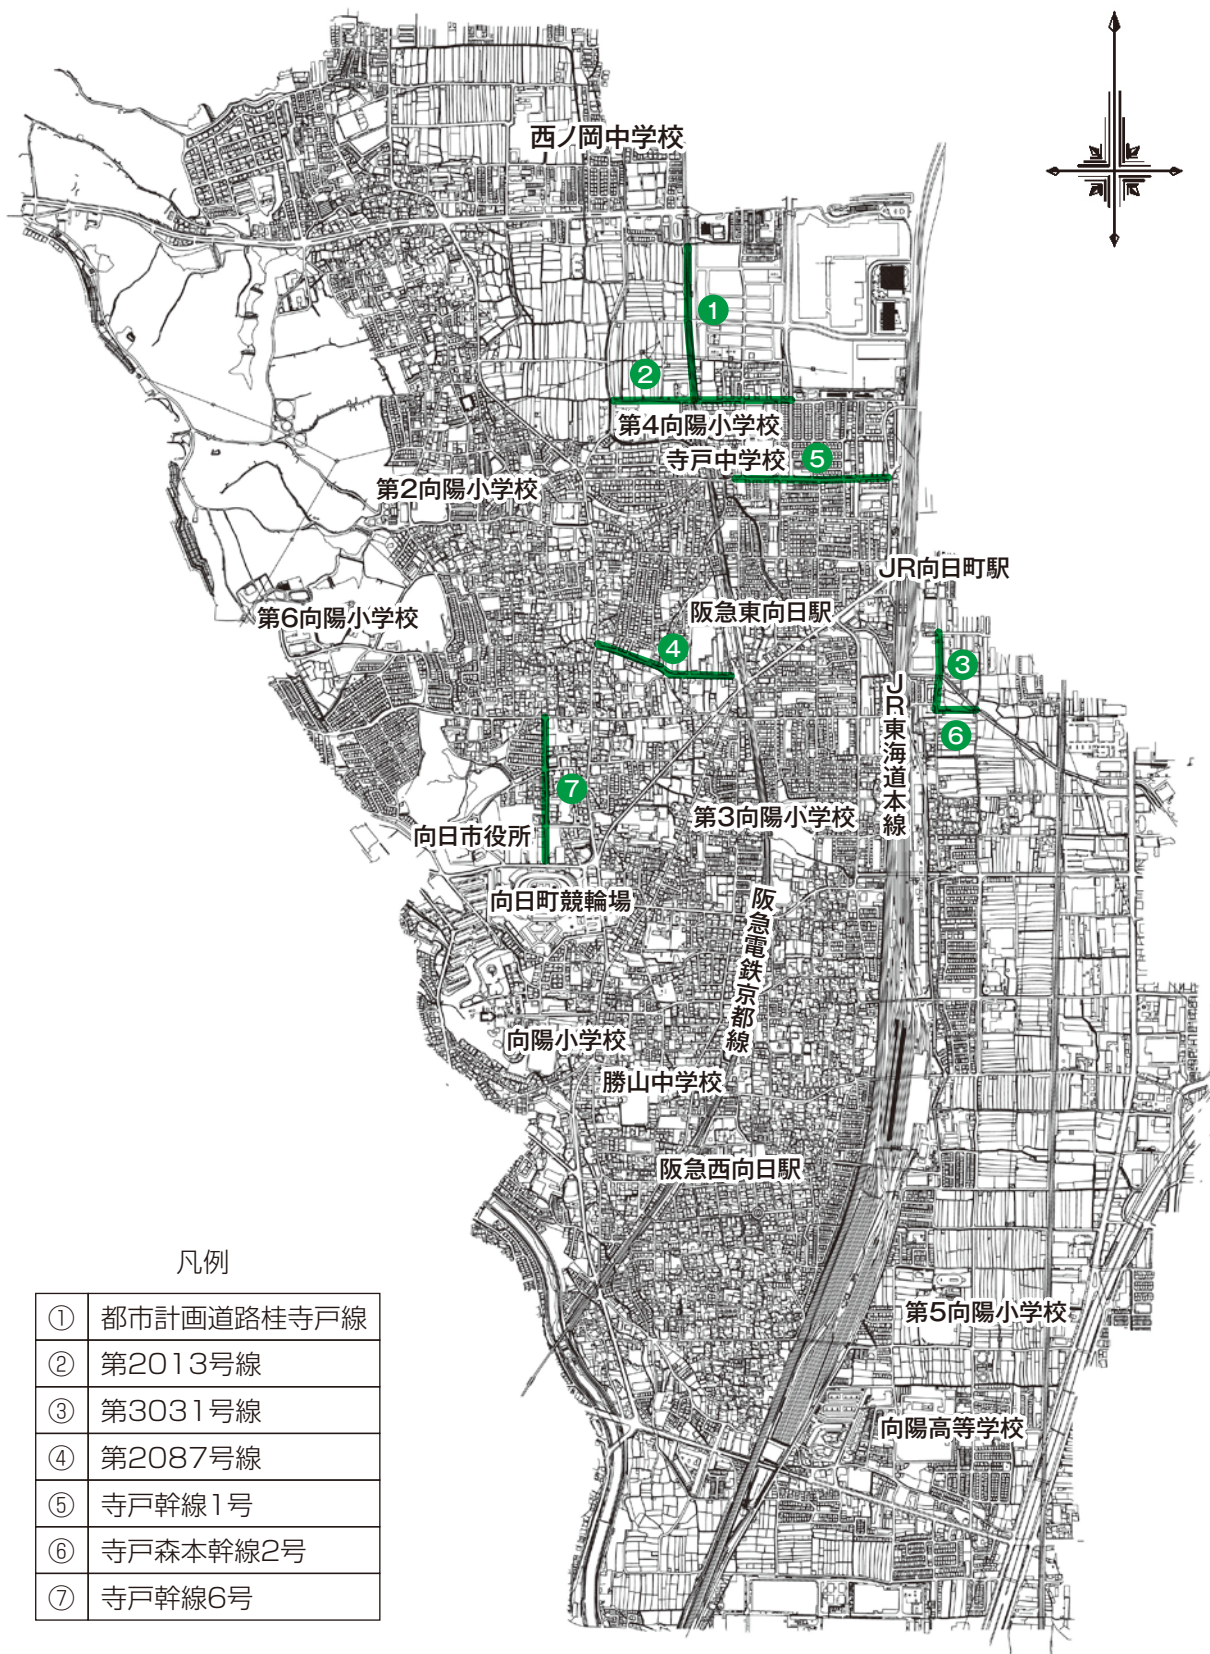 西ノ岡中学校
①
②
第4向陽小学校
寺戸中学校
⑤
第2向陽小学校
JR向日町駅
阪急東向日駅
第6向陽小学校
④
③
JR東海道本線
⑥
⑦
第3向陽小学校
向日市役所
向日町競輪場
阪急電鉄京都線
向陽小学校
勝山中学校
阪急西向日駅
第5向陽小学校
向陽高等学校
凡例
① 都市計画道路桂寺戸線
② 第2013号線
③ 第3031号線
④ 第2087号線
⑤ 寺戸幹線1号
⑥ 寺戸森本幹線2号
⑦ 寺戸幹線6号